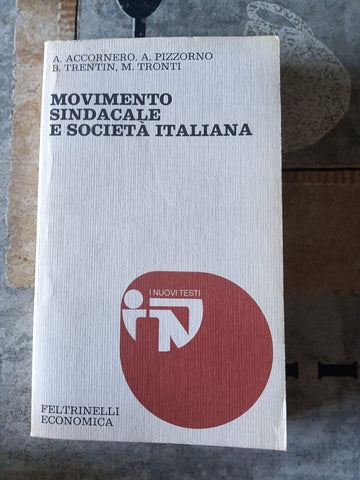 A. ACCORNERO. A. PIZZORNO
B. TRENTIN, M. TRONTI
MOVIMENTO
SINDACALE
E SOCIETÀ ITALIANA
I NUOVI TESTI
FELTRINELLI
ECONOMICA